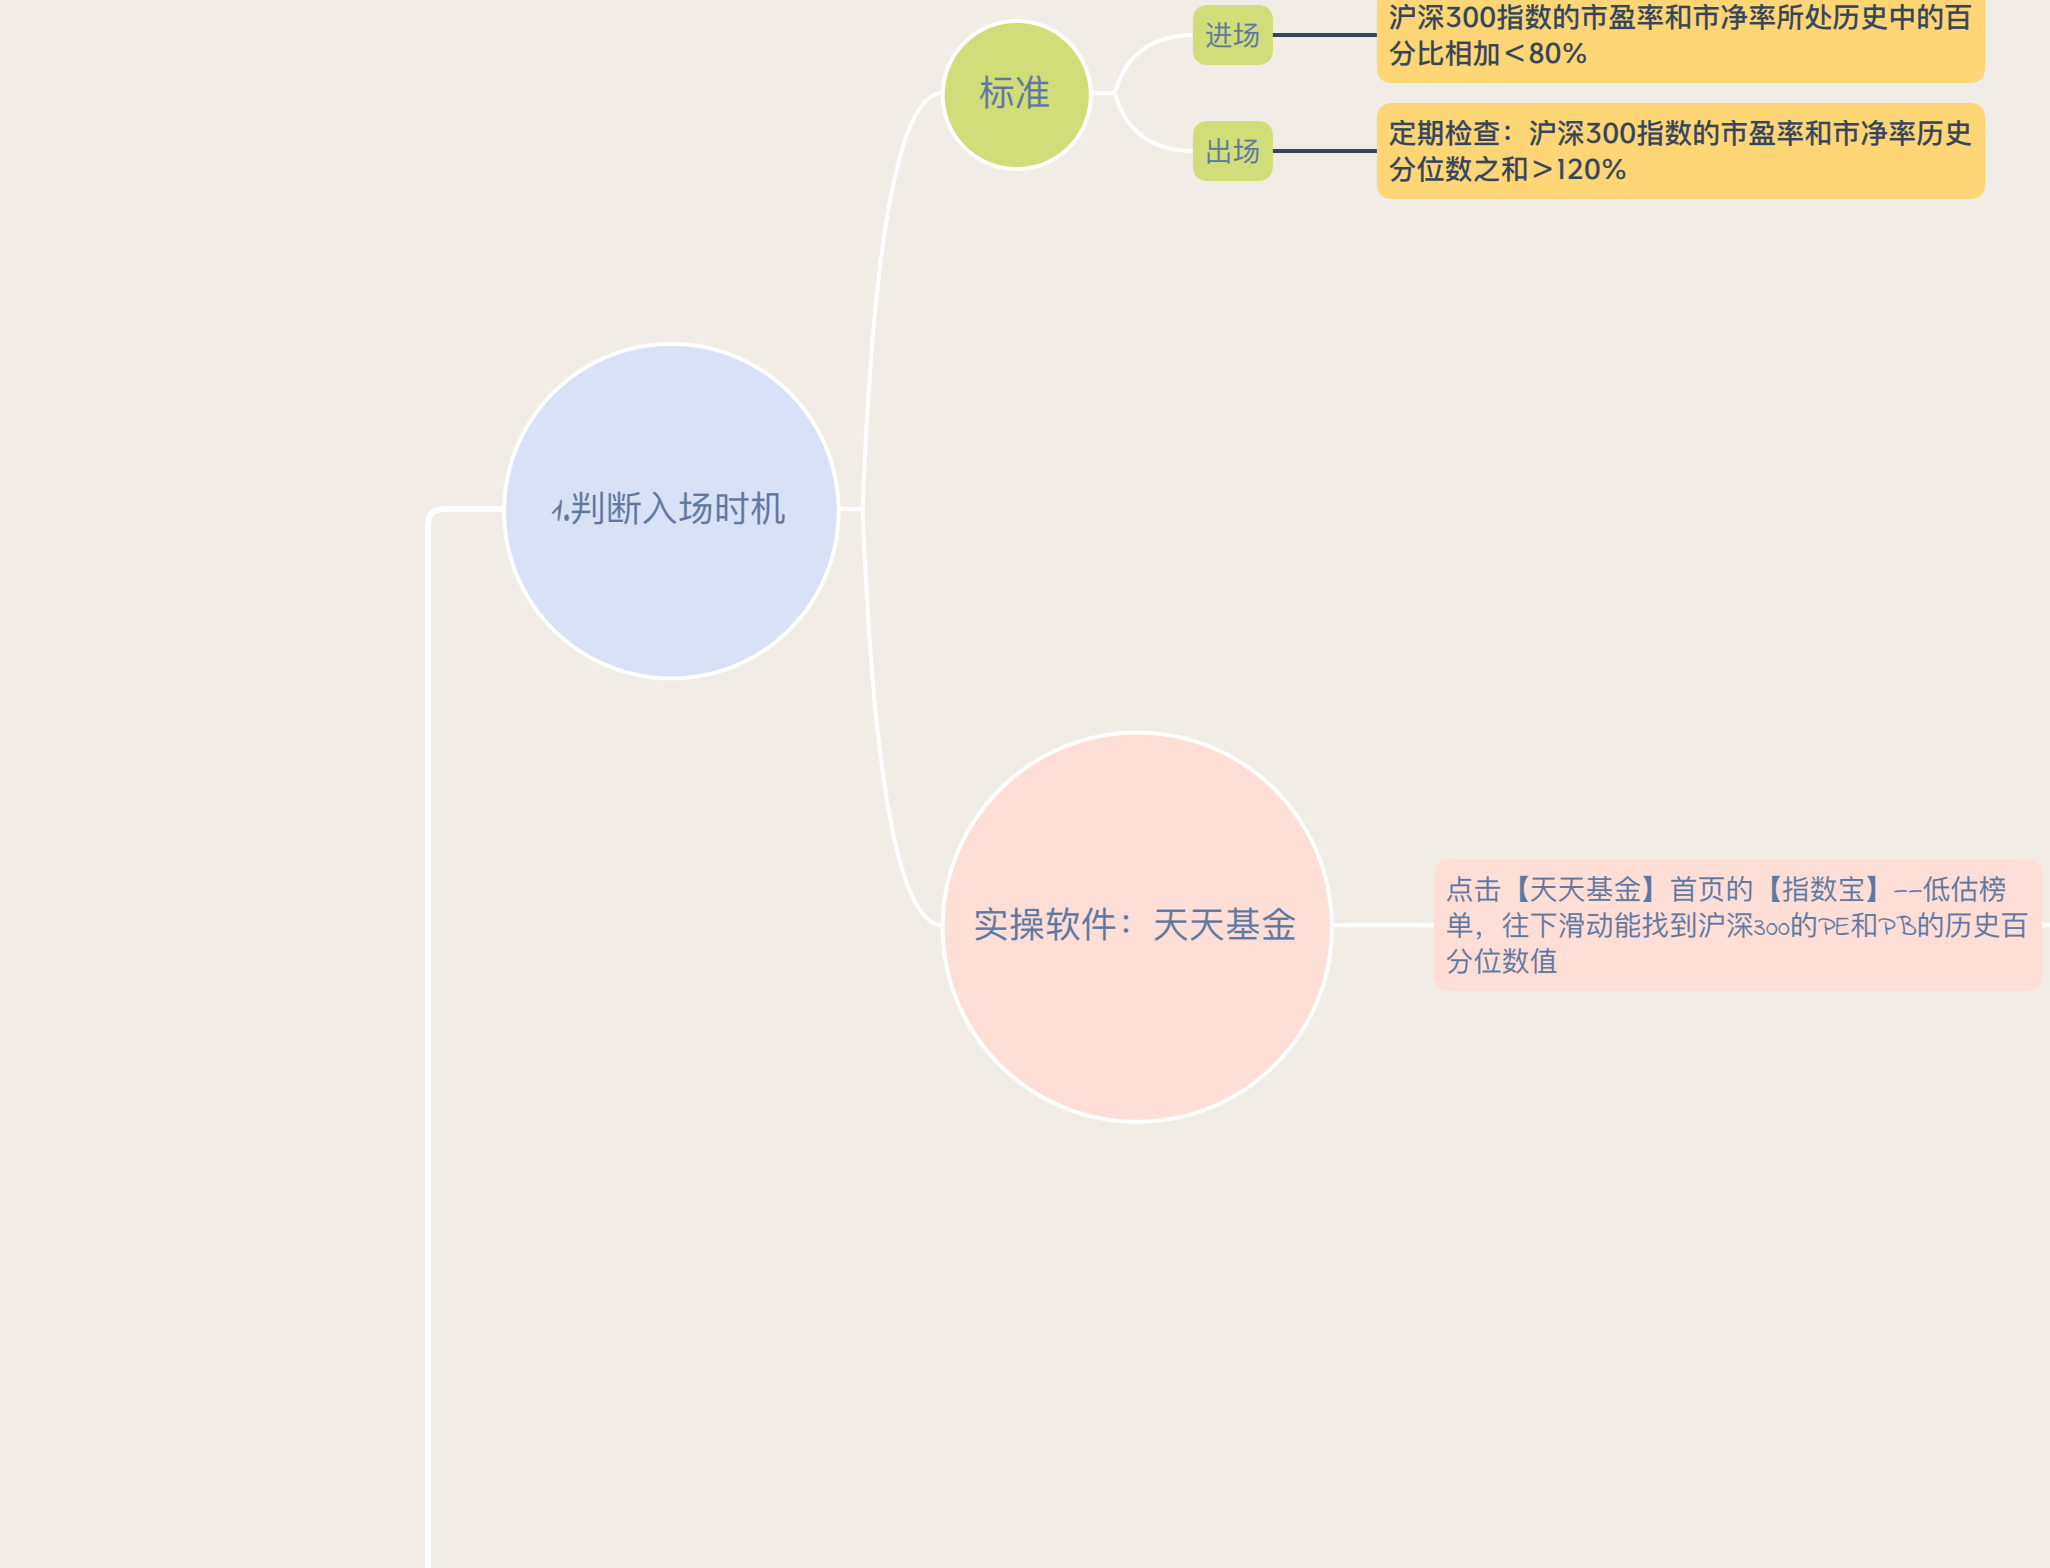 沪深300指数的市盈率和市净率所处历史中的百
分比相加<80%
进场
标准
定期检查：沪深300指数的市盈率和市净率历史
分位数之和>120%
出场
1.判断入场时机
实操软件：天天基金
点击【天天基金】首页的【指数宝】--低估榜
单，往下滑动能找到沪深300的PE和PB的历史百
分位数值